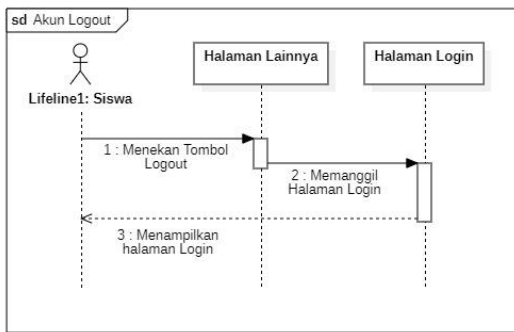 sd Akun Logout
Halaman Lainnya
Halaman Login
Lifeline1: Siswa
1 : Menekan Tombol
Logout
2 : Memanggil
Halaman Login
3 : Menampilkan
halaman Login